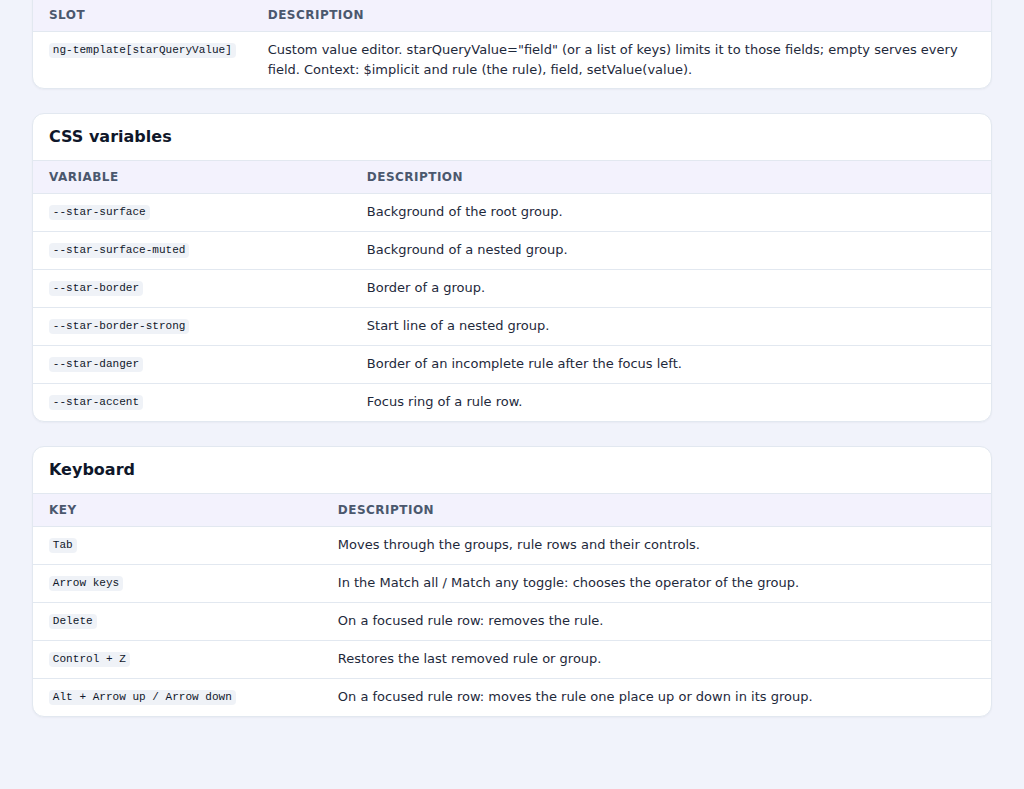 SLOT DESCRIPTION
ng-template[starQueryValue] Custom value editor. starQueryValue="field" (or a list of keys) limits it to those fields; empty serves every
field. Context: $implicit and rule (the rule), field, setValue(value).
CSS variables
VARIABLE DESCRIPTION
--star-surface Background of the root group.
--star-surface-muted Background of a nested group.
--star-border Border of a group.
--star-border-strong Start line of a nested group.
--star-danger Border of an incomplete rule after the focus left.
--star-accent Focus ring of a rule row.
Keyboard
KEY DESCRIPTION
Tab Moves through the groups, rule rows and their controls.
Arrow keys In the Match all / Match any toggle: chooses the operator of the group.
Delete On a focused rule row: removes the rule.
Control + Z Restores the last removed rule or group.
Alt + Arrow up / Arrow down On a focused rule row: moves the rule one place up or down in its group.